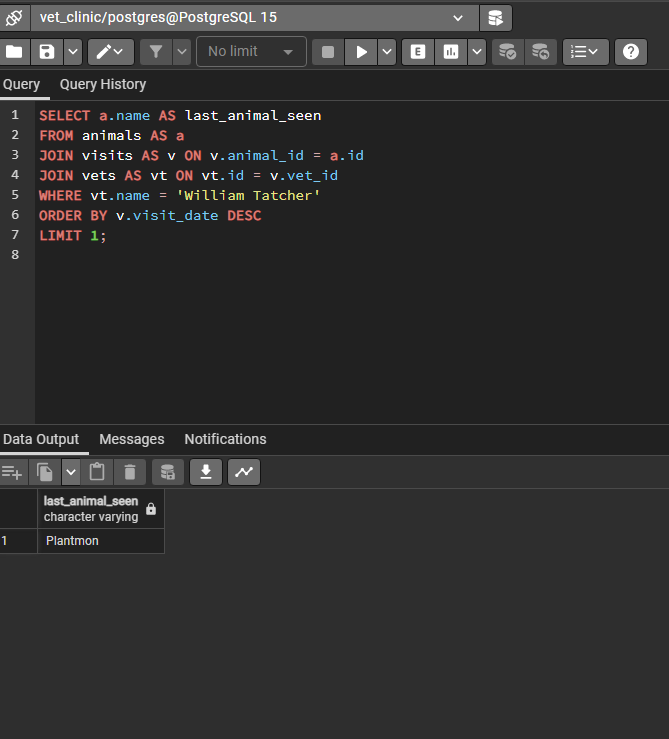 vet_clinic/postgres@PostgreSQL 15
No limit
E
Query Query History
1 SELECT a.name AS last_animal_seen
2 FROM animals AS a
3 JOIN visits AS v ON v.animal_id = a.id
4 JOIN vets AS vt ON vt.id = v.vet_id
5 WHERE vt.name = 'William Tatcher'
6 ORDER BY v.visit_date DESC
7 LIMIT 1;
8
Data Output Messages Notifications
last_animal_seen
character varying
1 Plantmon